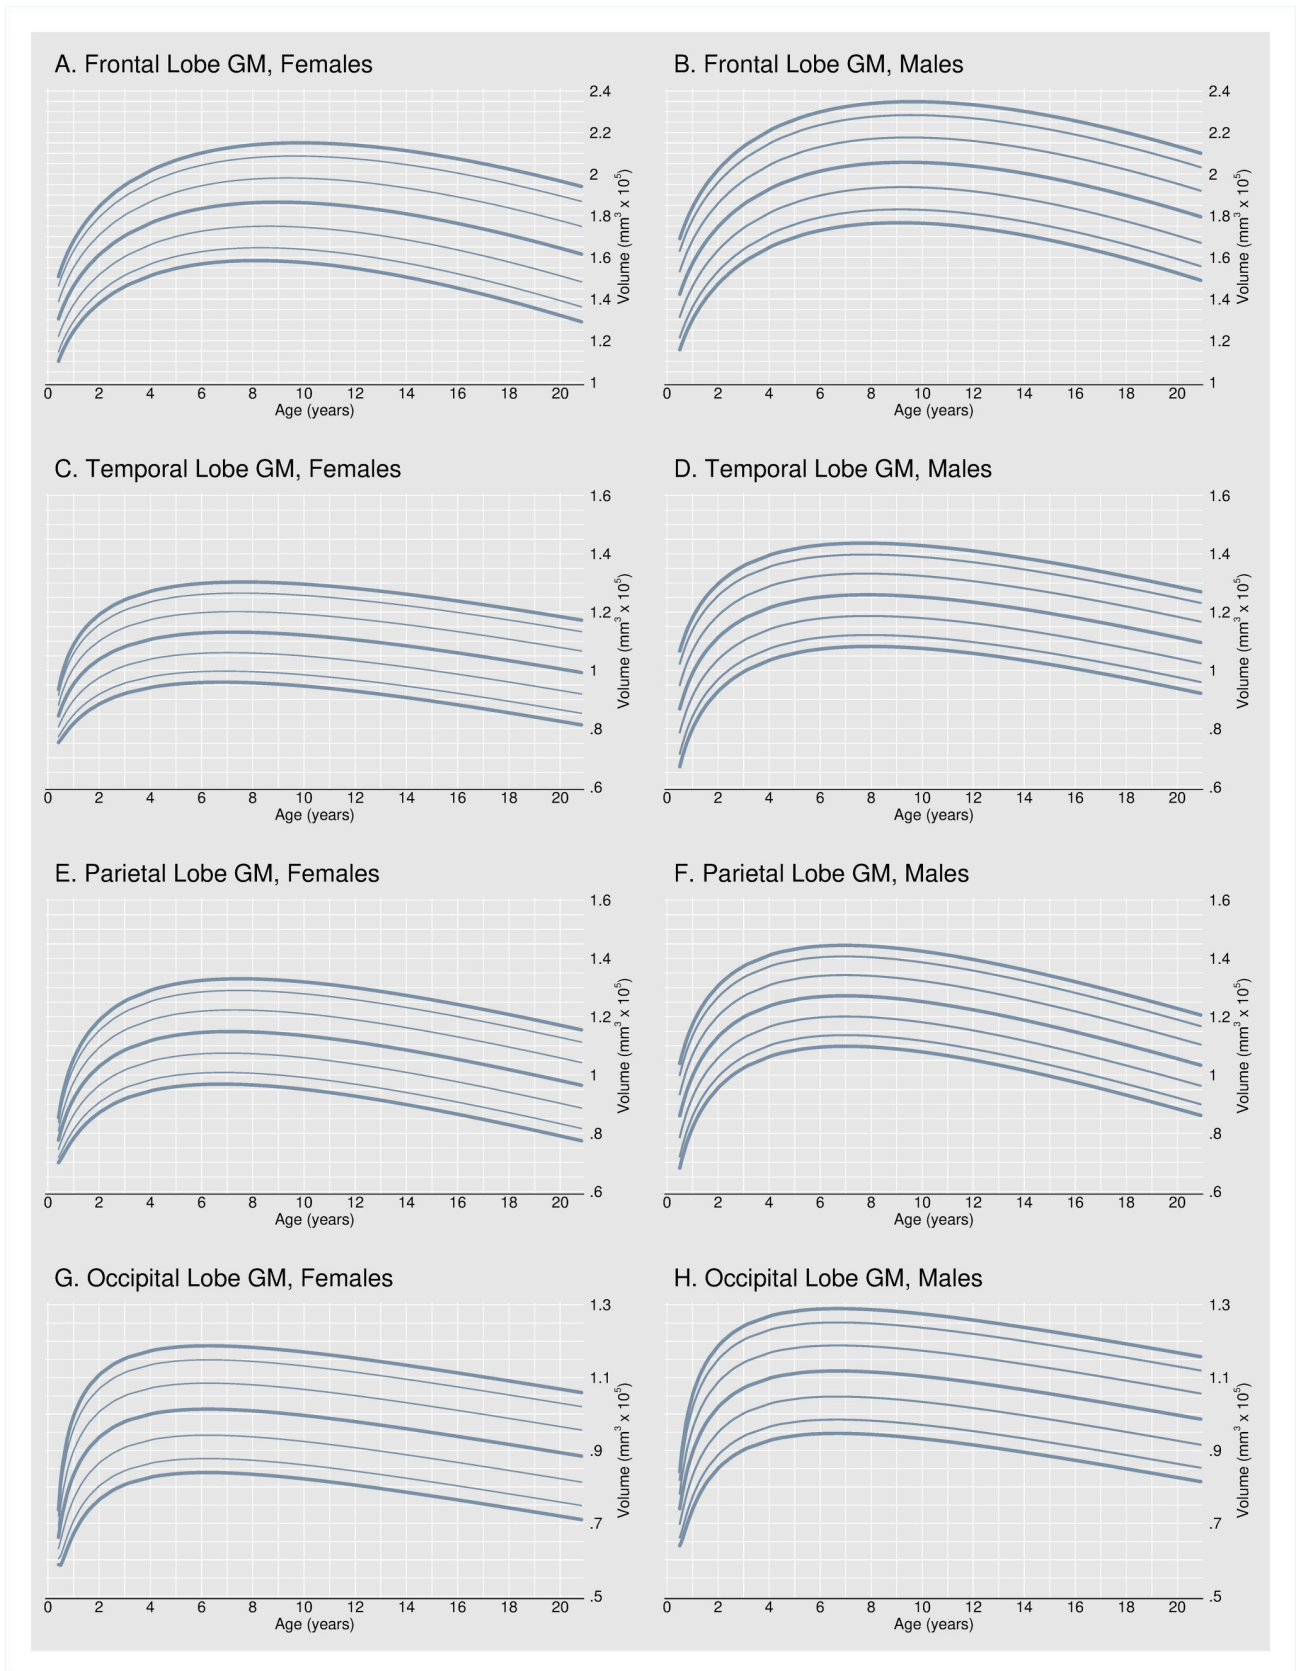 A. Frontal Lobe GM, Females
2.4
2.2
2
1.8
1.6
1.4
1.2
1
Volume (mm³ x 10⁵)
0 2 4 6 8 10 12 14 16 18 20
Age (years)
B. Frontal Lobe GM, Males
2.4
2.2
2
1.8
1.6
1.4
1.2
1
Volume (mm³ x 10⁵)
0 2 4 6 8 10 12 14 16 18 20
Age (years)
C. Temporal Lobe GM, Females
1.6
1.4
1.2
1
.8
.6
Volume (mm³ x 10⁵)
0 2 4 6 8 10 12 14 16 18 20
Age (years)
D. Temporal Lobe GM, Males
1.6
1.4
1.2
1
.8
.6
Volume (mm³ x 10⁵)
0 2 4 6 8 10 12 14 16 18 20
Age (years)
E. Parietal Lobe GM, Females
1.6
1.4
1.2
1
.8
.6
Volume (mm³ x 10⁵)
0 2 4 6 8 10 12 14 16 18 20
Age (years)
F. Parietal Lobe GM, Males
1.6
1.4
1.2
1
.8
.6
Volume (mm³ x 10⁵)
0 2 4 6 8 10 12 14 16 18 20
Age (years)
G. Occipital Lobe GM, Females
1.3
1.1
.9
.7
.5
Volume (mm³ x 10⁵)
0 2 4 6 8 10 12 14 16 18 20
Age (years)
H. Occipital Lobe GM, Males
1.3
1.1
.9
.7
.5
Volume (mm³ x 10⁵)
0 2 4 6 8 10 12 14 16 18 20
Age (years)